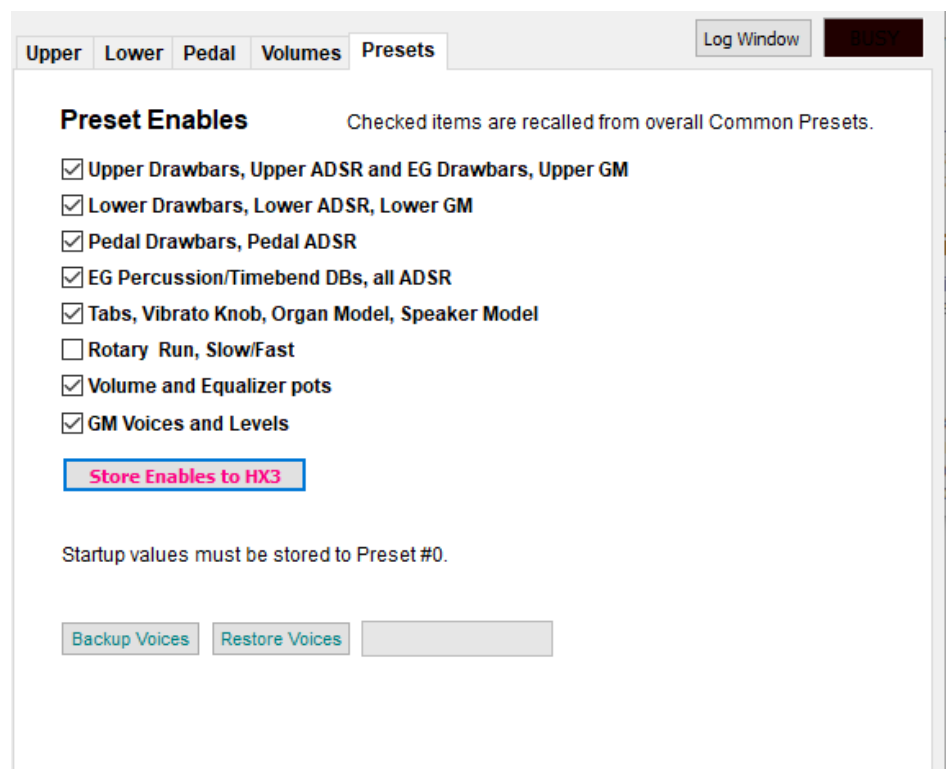 Log Window BUSY
Upper Lower Pedal Volumes Presets
Preset Enables Checked items are recalled from overall Common Presets.
Upper Drawbars, Upper ADSR and EG Drawbars, Upper GM
Lower Drawbars, Lower ADSR, Lower GM
Pedal Drawbars, Pedal ADSR
EG Percussion/Timebend DBs, all ADSR
Tabs, Vibrato Knob, Organ Model, Speaker Model
Rotary Run, Slow/Fast
Volume and Equalizer pots
GM Voices and Levels
Store Enables to HX3
Startup values must be stored to Preset #0.
Backup Voices Restore Voices